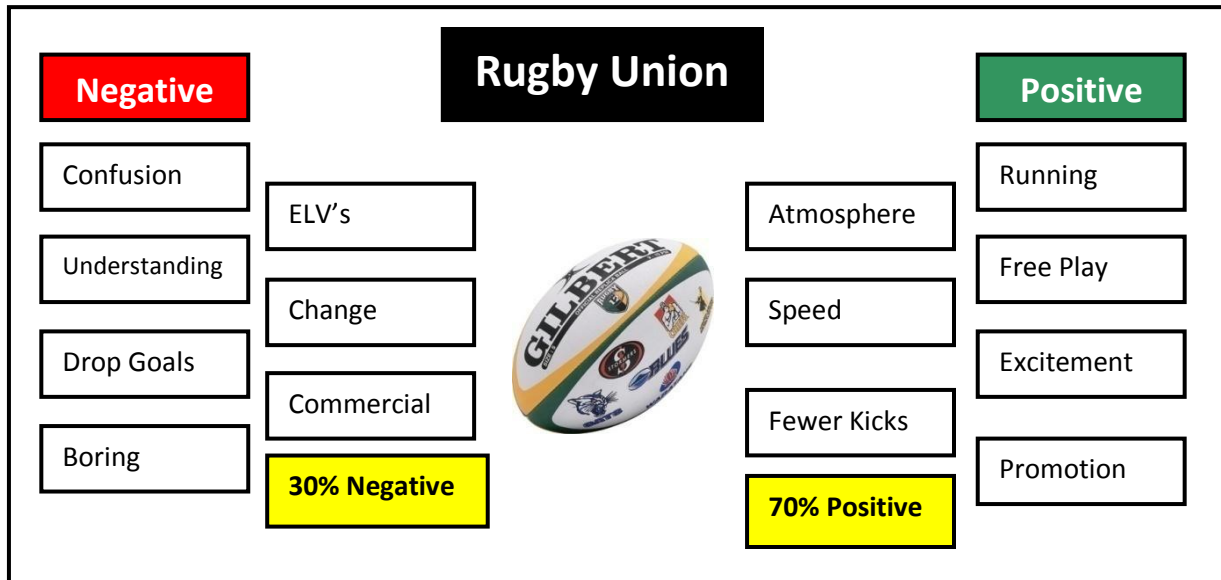 Rugby Union
Negative
Confusion
Understanding
Drop Goals
Boring
ELV's
Change
Commercial
30% Negative
GILBERT
BLUES
CATS
Atmosphere
Speed
Fewer Kicks
70% Positive
Positive
Running
Free Play
Excitement
Promotion